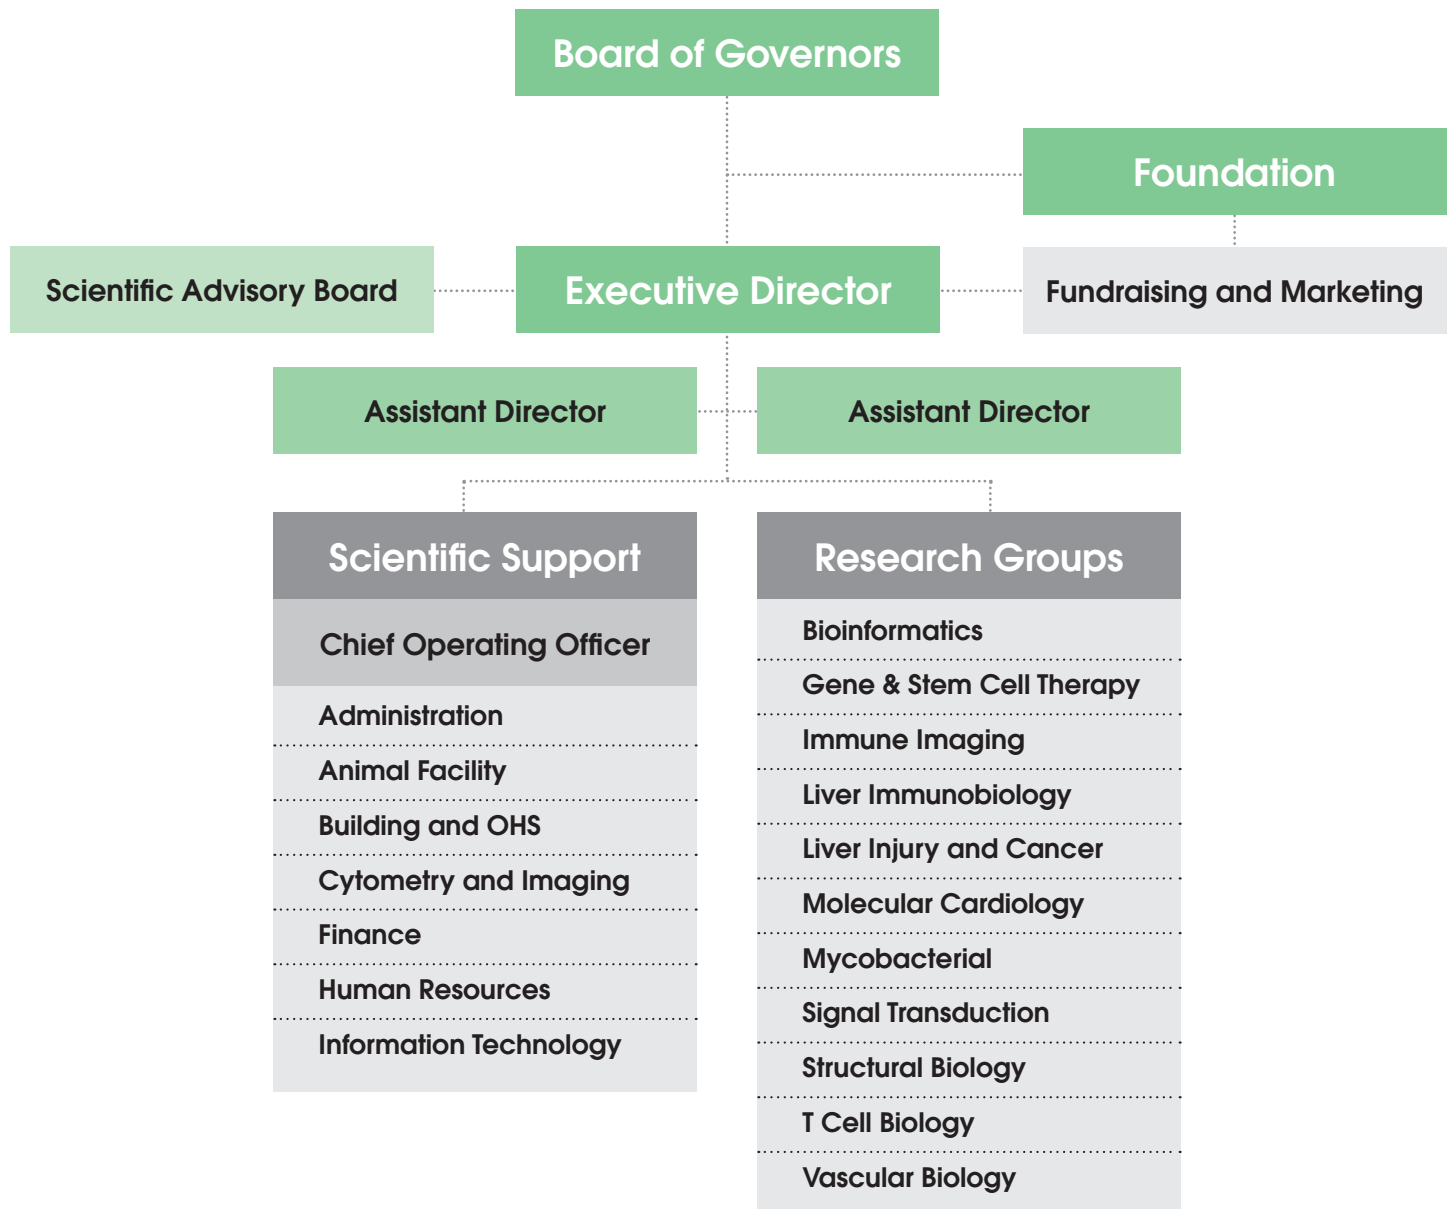 Board of Governors
Foundation
Scientific Advisory Board
Executive Director
Fundraising and Marketing
Assistant Director
Assistant Director
Scientific Support
Chief Operating Officer
Administration
Animal Facility
Building and OHS
Cytometry and Imaging
Finance
Human Resources
Information Technology
Research Groups
Bioinformatics
Gene & Stem Cell Therapy
Immune Imaging
Liver Immunobiology
Liver Injury and Cancer
Molecular Cardiology
Mycobacterial
Signal Transduction
Structural Biology
T Cell Biology
Vascular Biology